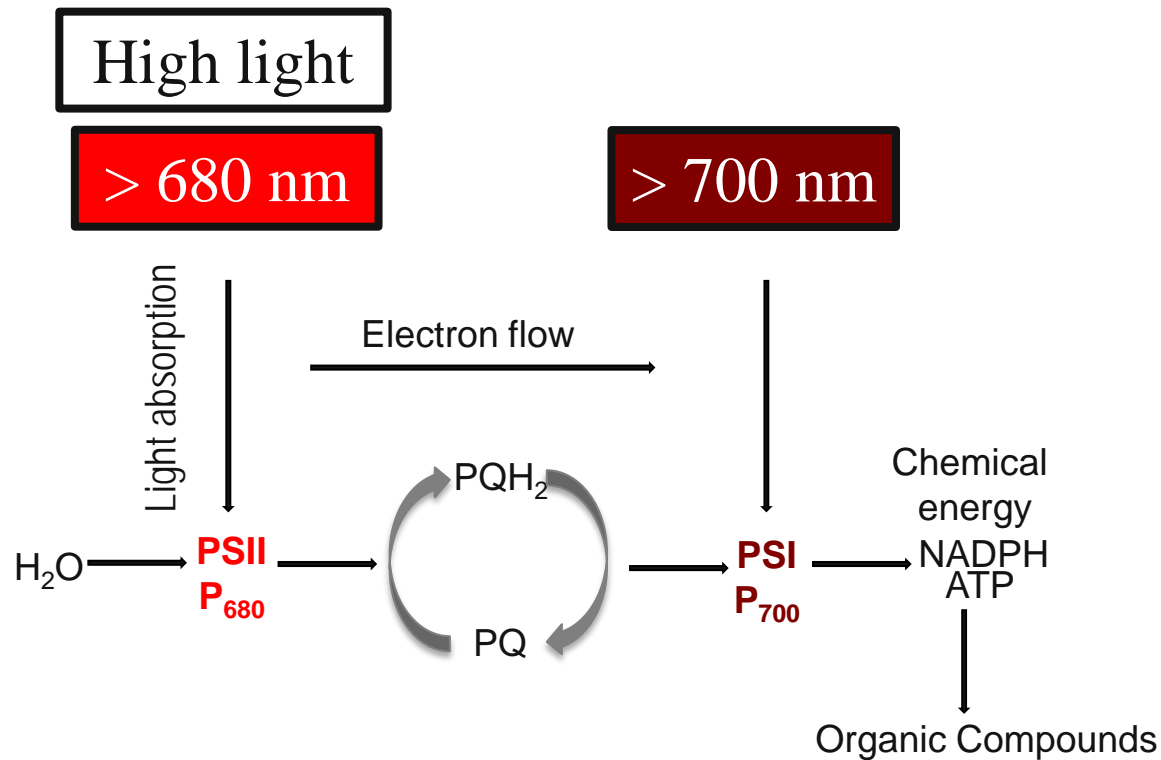 High light
> 680 nm
> 700 nm
Light absorption
Electron flow
PQH₂
Chemical
energy
H₂O
PSII
P₆₈₀
PSI
P₇₀₀
NADPH
ATP
PQ
Organic Compounds